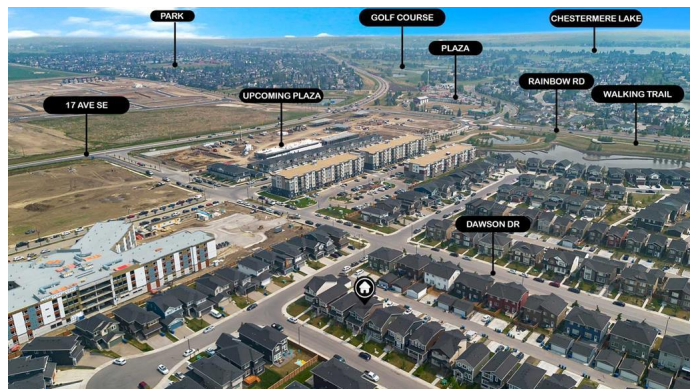 PARK
GOLF COURSE
CHESTERMERE LAKE
PLAZA
RAINBOW RD
WALKING TRAIL
UPCOMING PLAZA
17 AVE SE
DAWSON DR